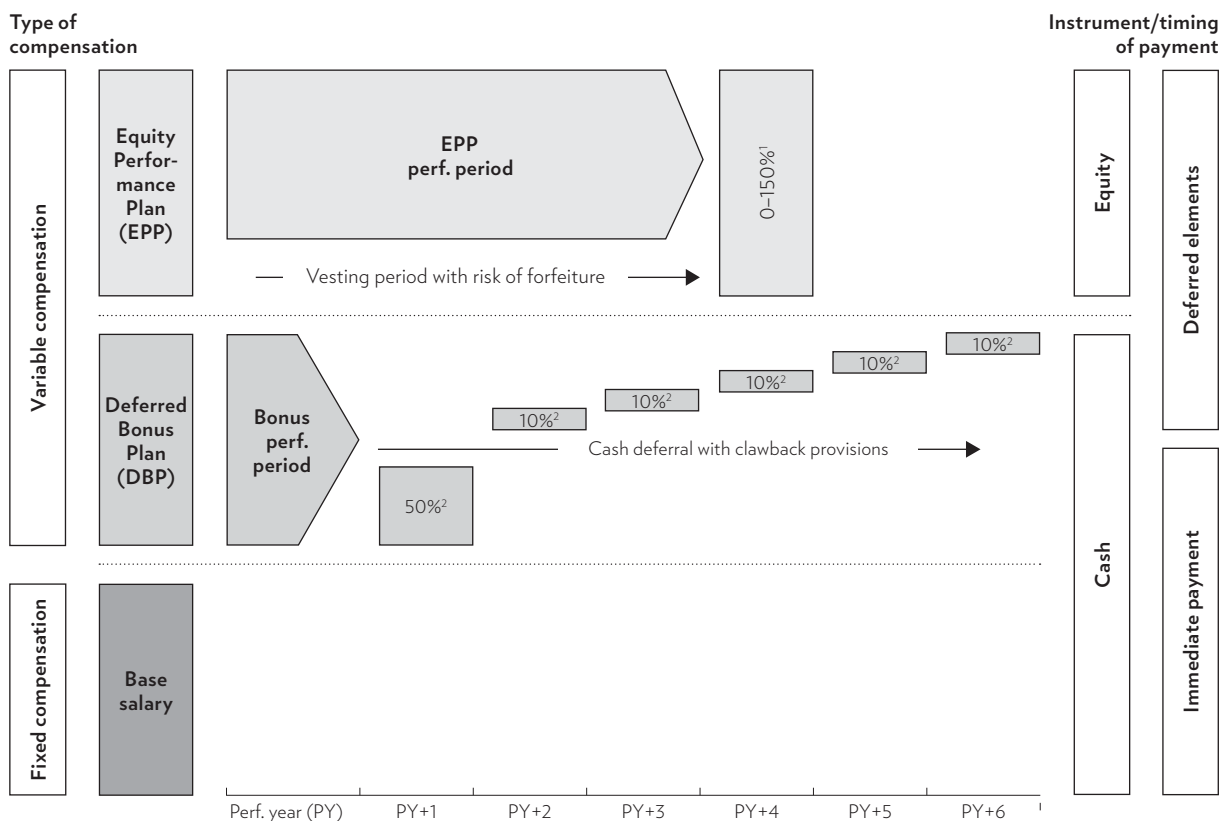 Type of
compensation
Instrument/timing
of payment
Variable compensation
Equity
Perfor-
mance
Plan
(EPP)
EPP
perf. period
0–150%¹
Vesting period with risk of forfeiture
Equity
Deferred elements
Deferred
Bonus
Plan
(DBP)
Bonus
perf.
period
50%²
10%²
10%²
10%²
10%²
10%²
Cash deferral with clawback provisions
Cash
Immediate payment
Fixed compensation
Base
salary
Perf. year (PY)
PY+1
PY+2
PY+3
PY+4
PY+5
PY+6